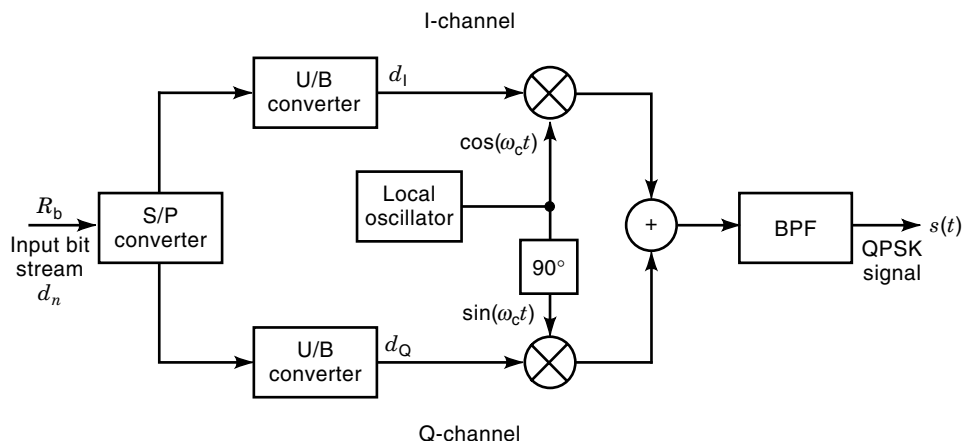 I-channel
U/B
converter
d_I
cos(ω_c t)
R_b
Input bit
stream
d_n
S/P
converter
Local
oscillator
90°
sin(ω_c t)
+
BPF
s(t)
QPSK
signal
U/B
converter
d_Q
Q-channel